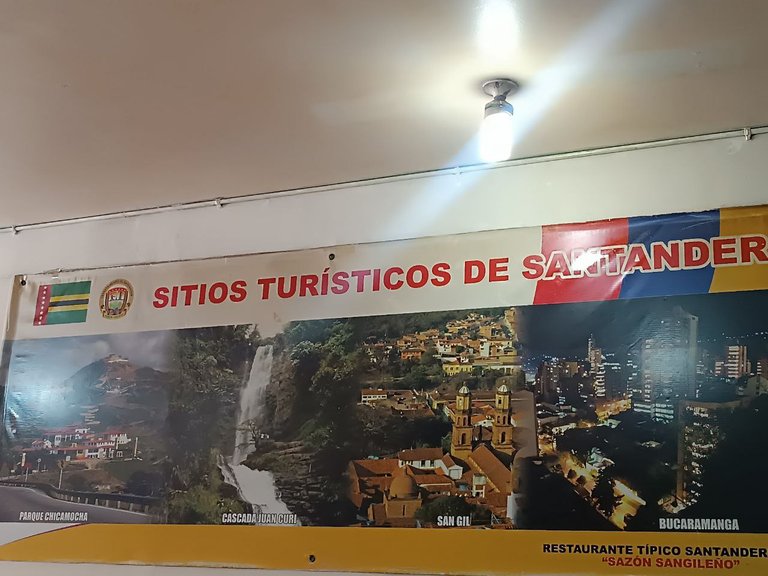 SITIOS TURÍSTICOS DE SANTANDER
PARQUE CHICAMOCHA
CASCADA JUAN CURI
SAN GIL
BUCARAMANGA
RESTAURANTE TÍPICO SANTANDER
"SAZÓN SANGILEÑO"